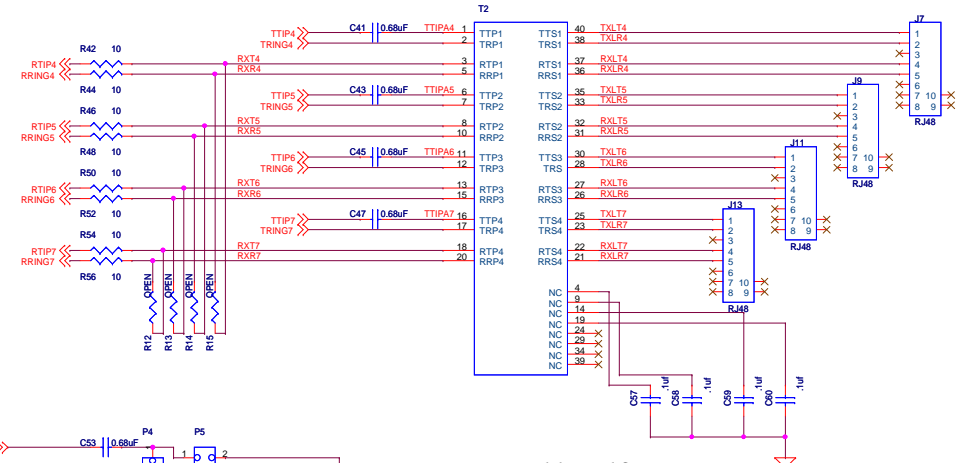 T2
J7
TTIP4 C41 0.68uF TTIPA4 1 TTP1 TTS1 40 TXLT4 1
TRING4 2 TRP1 TRS1 38 TXLR4 2
3
R42 10
RTIP4 RXT4 3 RTP1 RTS1 37 RXLT4 4
RRING4 RXR4 5 RRP1 RRS1 36 RXLR4 5
R44 10
6
7 10
8 9
RJ48
J9
TTIP5 C43 0.68uF TTIPA5 6 TTP2 TTS2 35 TXLT5 1
TRING5 7 TRP2 TRS2 33 TXLR5 2
3
R46 10
RTIP5 RXT5 8 RTP2 RTS2 32 RXLT5 4
RRING5 RXR5 10 RRP2 RRS2 31 RXLR5 5
R48 10
6
7 10
8 9
RJ48
J11
TTIP6 C45 0.68uF TTIPA6 11 TTP3 TTS3 30 TXLT6 1
TRING6 12 TRP3 TRS 28 TXLR6 2
3
R50 10
RTIP6 RXT6 13 RTP3 RTS3 27 RXLT6 4
RRING6 RXR6 15 RRP3 RRS3 26 RXLR6 5
R52 10
6
7 10
8 9
RJ48
J13
TTIP7 C47 0.68uF TTIPA7 16 TTP4 TTS4 25 TXLT7 1
TRING7 17 TRP4 TRS4 23 TXLR7 2
3
R54 10
RTIP7 RXT7 18 RTP4 RTS4 22 RXLT7 4
RRING7 RXR7 20 RRP4 RRS4 21 RXLR7 5
R56 10
6
7 10
8 9
RJ48
OPEN OPEN OPEN OPEN
R12 R13 R14 R15
NC 4
NC 9
NC 14
NC 19
NC 24
NC 29
NC 34
NC 39
C57 .1uf C58 .1uf C59 .1uf C60 .1uf
P4 P5
C53 0.68uF
1 2